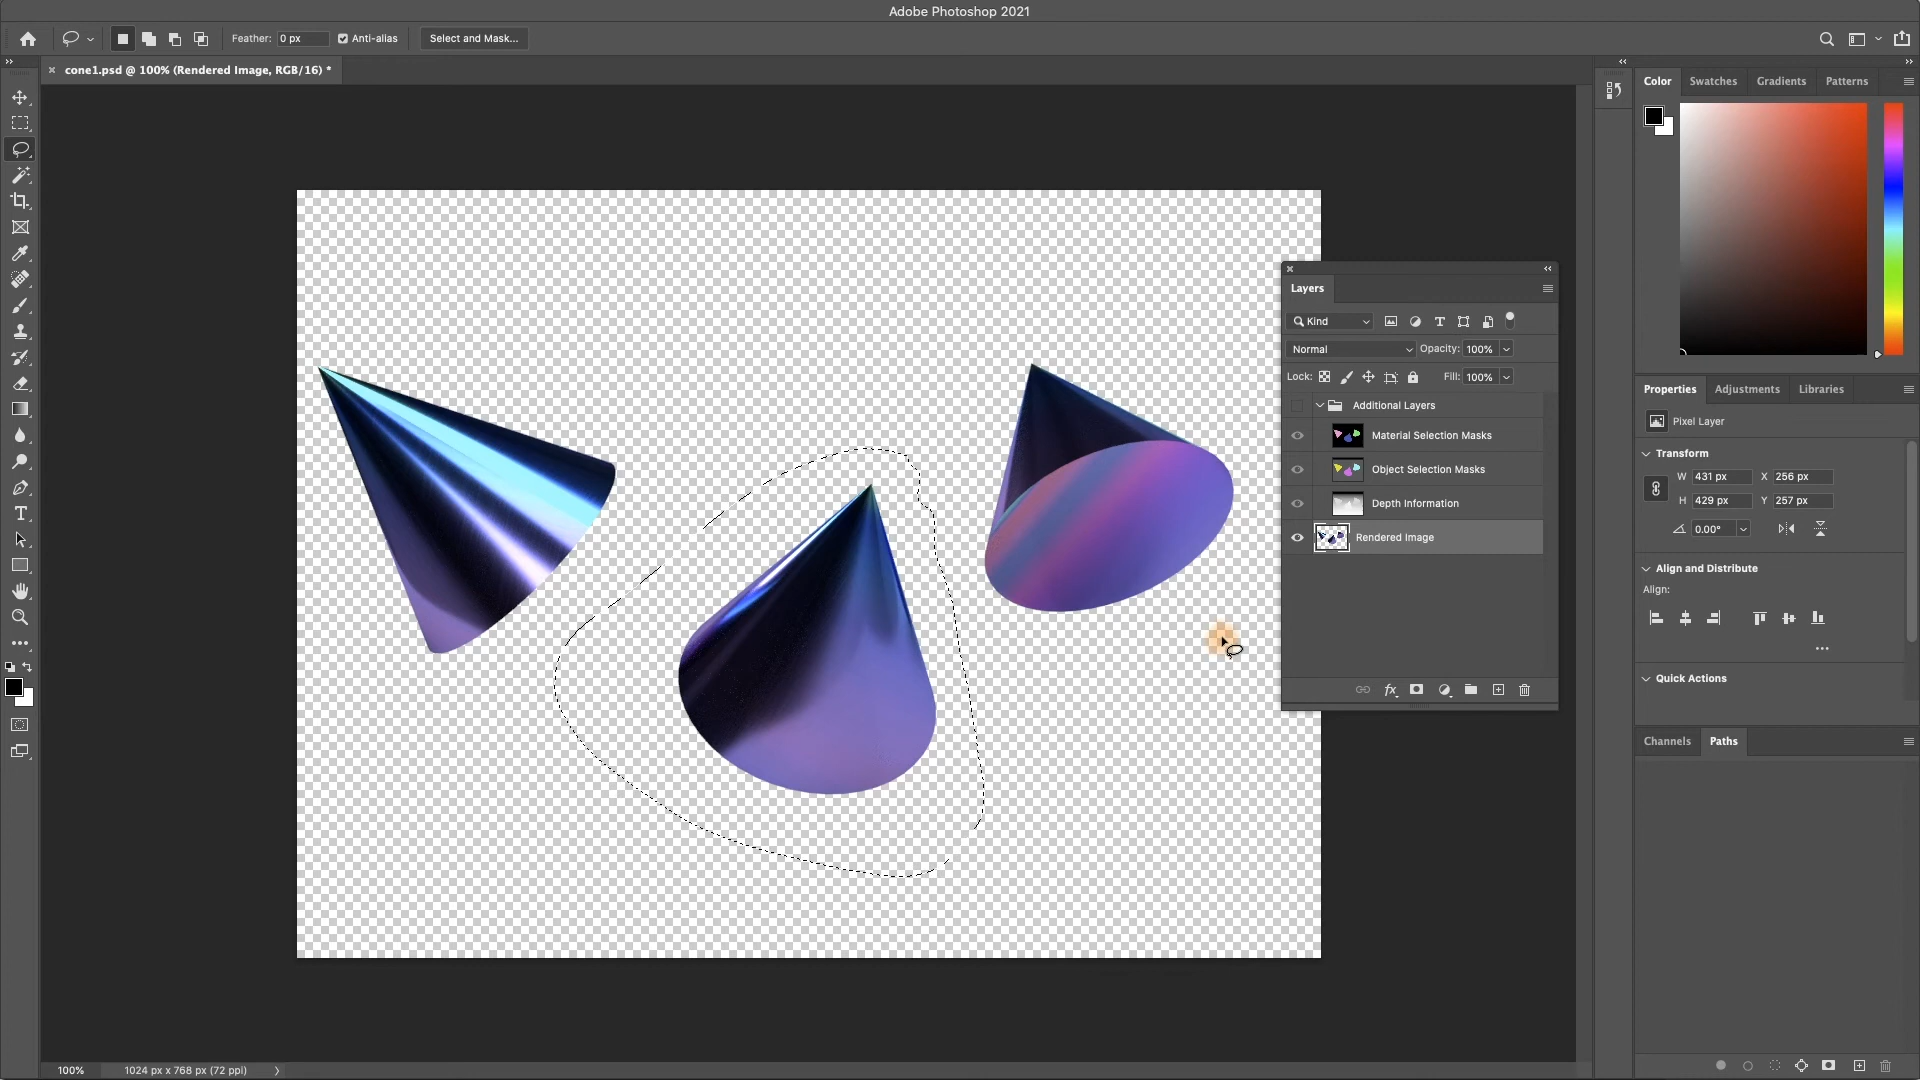 Adobe Photoshop 2021
Feather: 0 px Anti-alias Select and Mask...
cone1.psd @ 100% (Rendered Image, RGB/16) *
Color Swatches Gradients Patterns
Layers
Kind
Normal Opacity: 100%
Lock: Fill: 100%
Additional Layers
Material Selection Masks
Object Selection Masks
Depth Information
Rendered Image
fx
Properties Adjustments Libraries
Pixel Layer
Transform
W 431 px X 256 px
H 429 px Y 257 px
0.00°
Align and Distribute
Align:
Quick Actions
Channels Paths
100% 1024 px x 768 px (72 ppi)